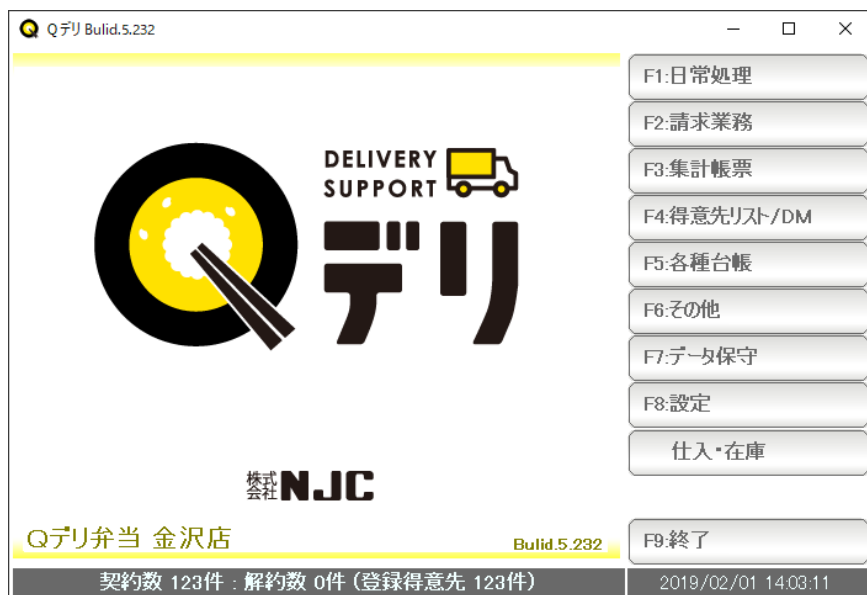 Qデリ Bulid.5.232
DELIVERY
SUPPORT
デリ
株式
会社NJC
Qデリ弁当 金沢店
Bulid.5.232
F1:日常処理
F2:請求業務
F3:集計帳票
F4:得意先リスト/DM
F5:各種台帳
F6:その他
F7:データ保守
F8:設定
仕入・在庫
F9:終了
契約数 123件 : 解約数 0件 (登録得意先 123件)
2019/02/01 14:03:11